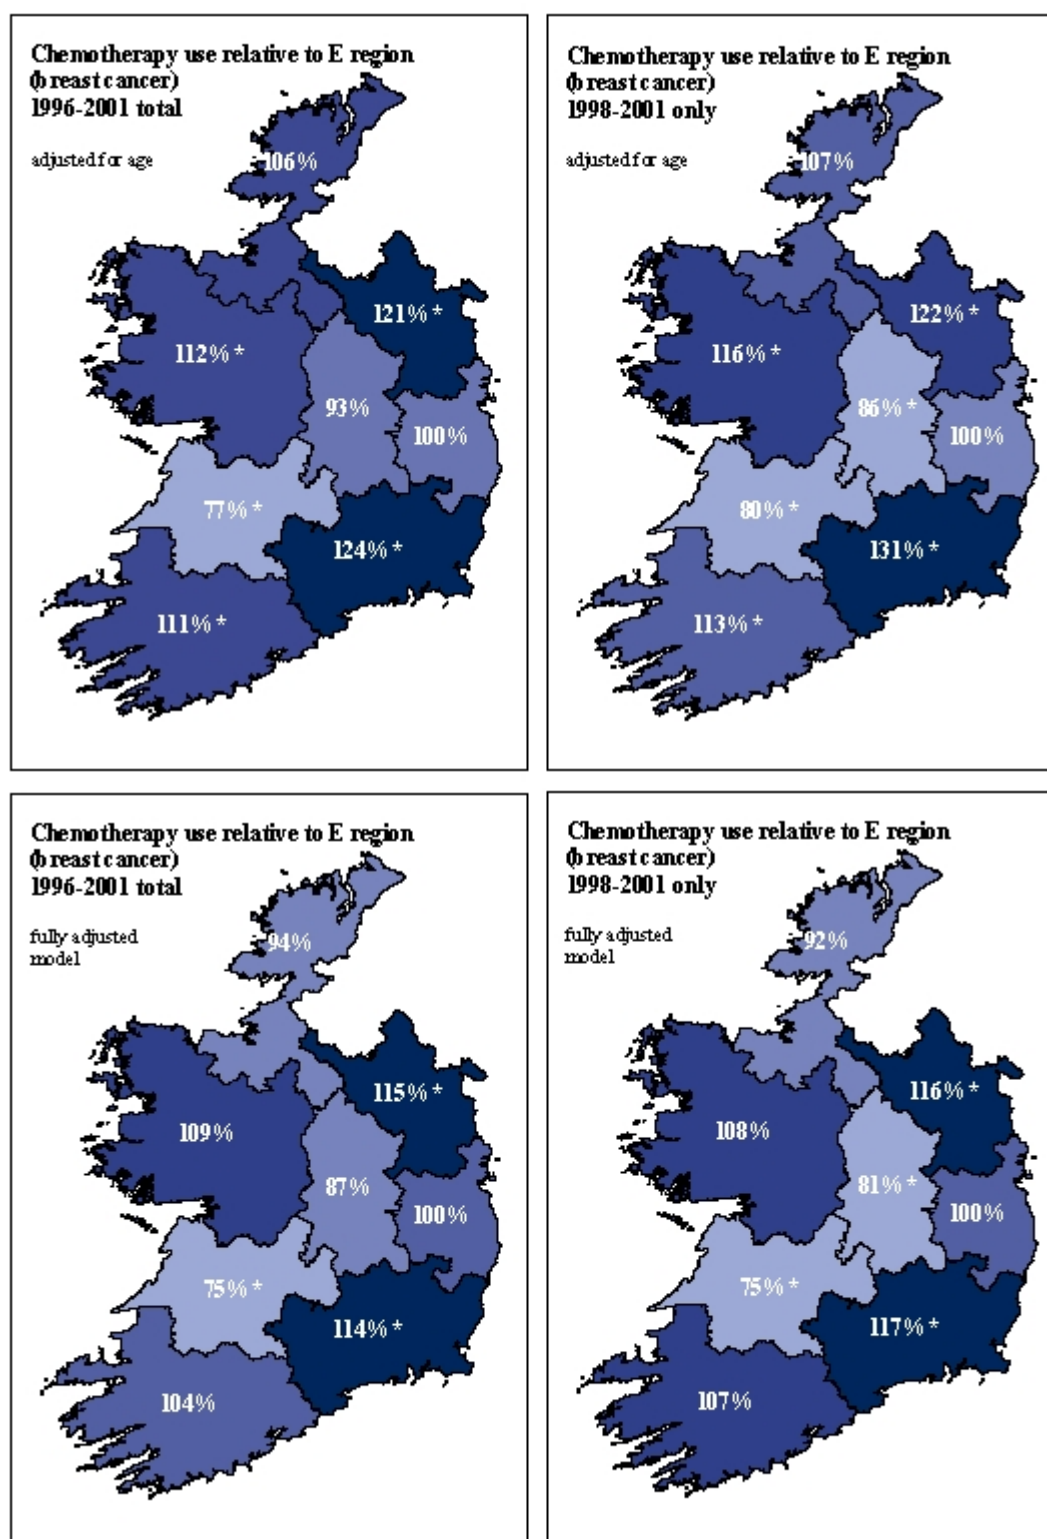 Chemotherapy use relative to E region
(breast cancer)
1996-2001 total
adjusted for age
106%
121% *
112% *
93%
100%
77% *
124% *
111% *
Chemotherapy use relative to E region
(breast cancer)
1998-2001 only
adjusted for age
107%
122% *
116% *
86% *
100%
80% *
131% *
113% *
Chemotherapy use relative to E region
(breast cancer)
1996-2001 total
fully adjusted
model
94%
115% *
109%
87%
100%
75% *
114% *
104%
Chemotherapy use relative to E region
(breast cancer)
1998-2001 only
fully adjusted
model
92%
116% *
108%
81% *
100%
75% *
117% *
107%